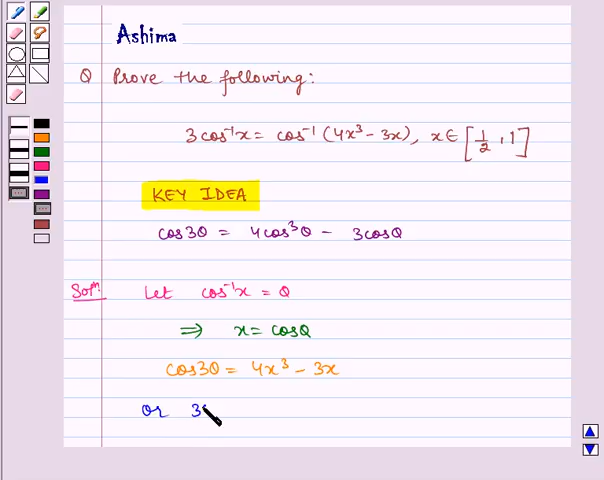 Ashima
Q Prove the following:
3cos⁻¹x = cos⁻¹ (4x³ − 3x), x ∈ [1/2, 1]
KEY IDEA
cos3θ = 4cos³θ − 3cosθ
Solⁿ. Let cos⁻¹x = θ
⇒ x = cosθ
cos3θ = 4x³ − 3x
or 3